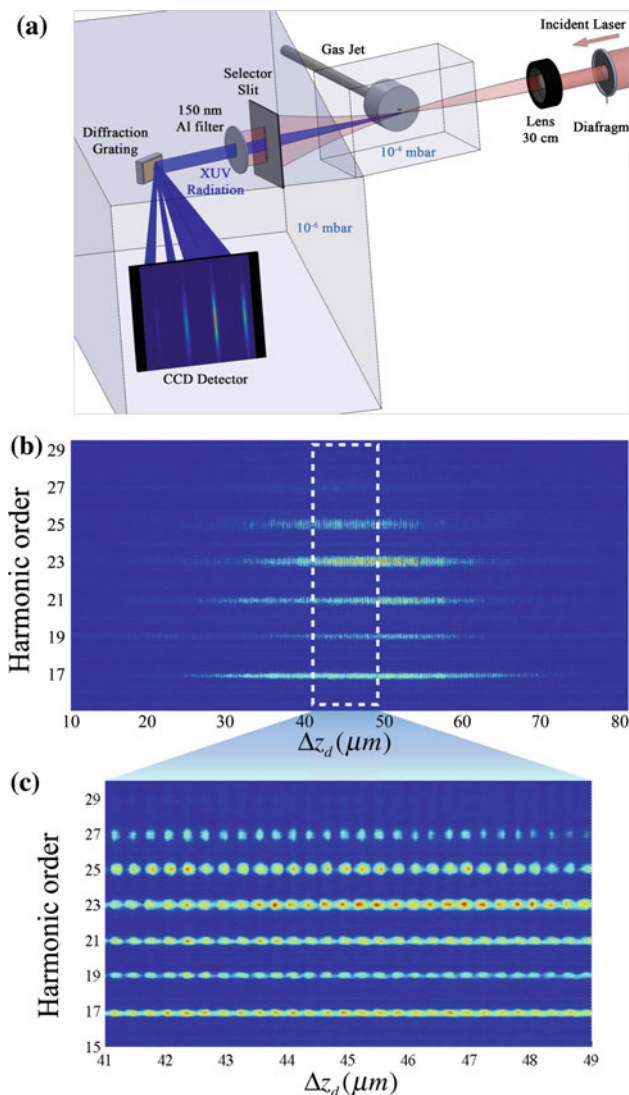 (a)
Incident Laser
Gas Jet
Selector
Slit
150 nm
Al filter
Lens
30 cm
Diafragm
Diffraction
Grating
XUV
Radiation
10⁻⁴ mbar
10⁻⁶ mbar
CCD Detector
(b)
Harmonic order
29
27
25
23
21
19
17
10 20 30 40 50 60 70 80
Δz_d(μm)
(c)
Harmonic order
29
27
25
23
21
19
17
15
41 42 43 44 45 46 47 48 49
Δz_d(μm)